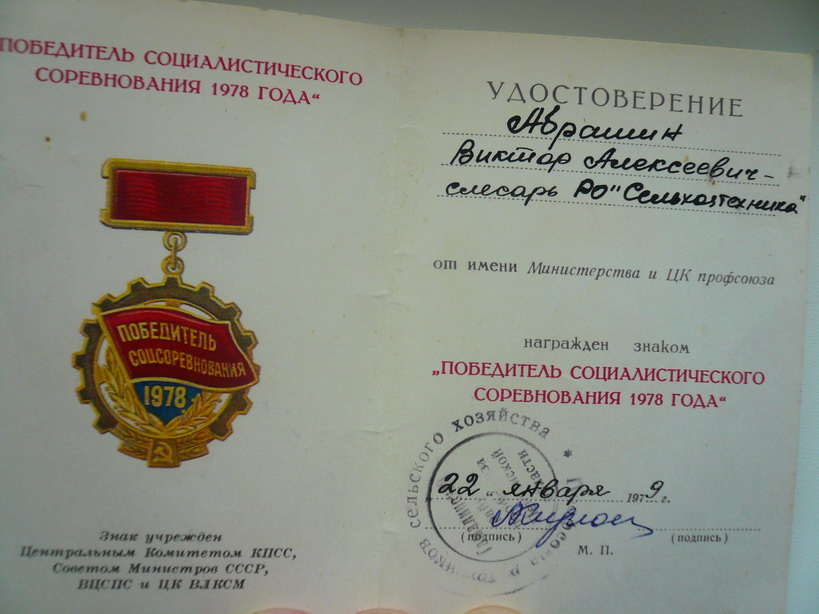 ПОБЕДИТЕЛЬ СОЦИАЛИСТИЧЕСКОГО
СОРЕВНОВАНИЯ 1978 ГОДА“
ПОБЕДИТЕЛЬ
СОЦСОРЕВНОВАНИЯ
1978
Знак учрежден
Центральным Комитетом КПСС,
Советом Министров СССР,
ВЦСПС и ЦК ВЛКСМ
УДОСТОВЕРЕНИЕ
Аврашин
Виктор Алексеевич-
слесарь РО"Сельхозтехника"
от имени Министерства и ЦК профсоюза
награжден знаком
„ПОБЕДИТЕЛЬ СОЦИАЛИСТИЧЕСКОГО
СОРЕВНОВАНИЯ 1978 ГОДА“
сельского хозяйства *
22 января 1979 г.
(подпись) (подпись)
М. П.